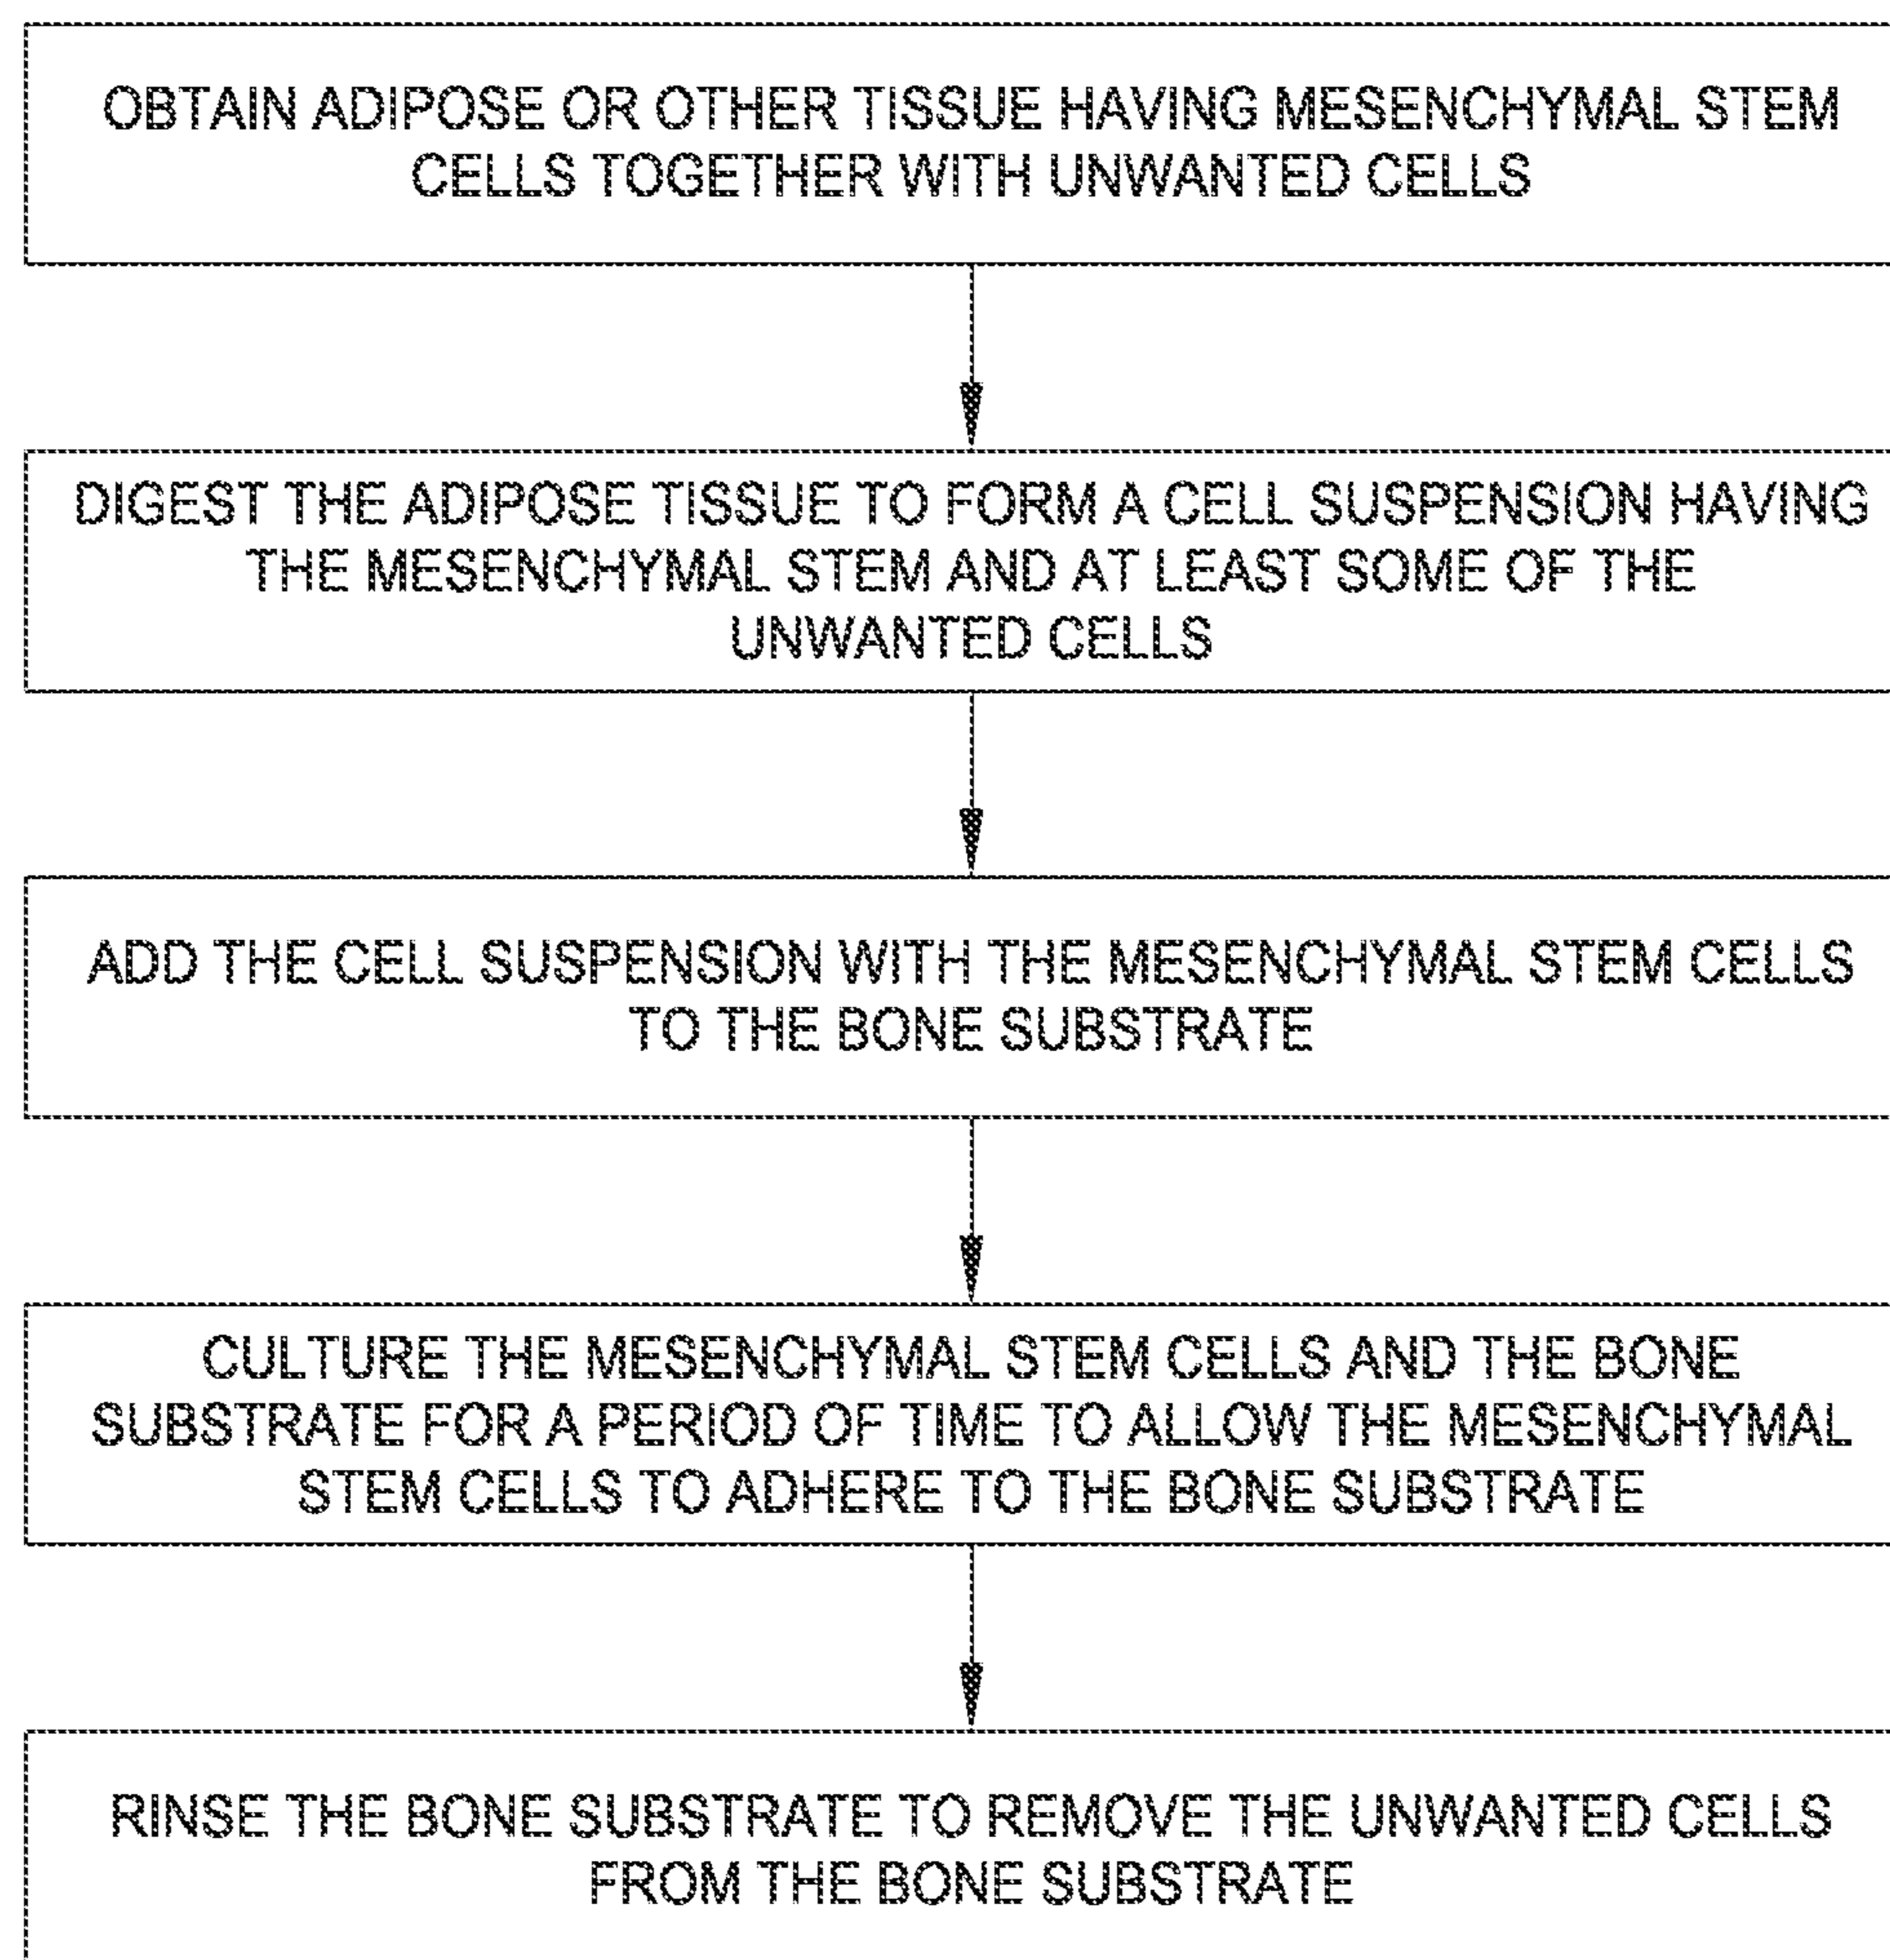 OBTAIN ADIPOSE OR OTHER TISSUE HAVING MESENCHYMAL STEM
CELLS TOGETHER WITH UNWANTED CELLS
DIGEST THE ADIPOSE TISSUE TO FORM A CELL SUSPENSION HAVING
THE MESENCHYMAL STEM AND AT LEAST SOME OF THE
UNWANTED CELLS
ADD THE CELL SUSPENSION WITH THE MESENCHYMAL STEM CELLS
TO THE BONE SUBSTRATE
CULTURE THE MESENCHYMAL STEM CELLS AND THE BONE
SUBSTRATE FOR A PERIOD OF TIME TO ALLOW THE MESENCHYMAL
STEM CELLS TO ADHERE TO THE BONE SUBSTRATE
RINSE THE BONE SUBSTRATE TO REMOVE THE UNWANTED CELLS
FROM THE BONE SUBSTRATE